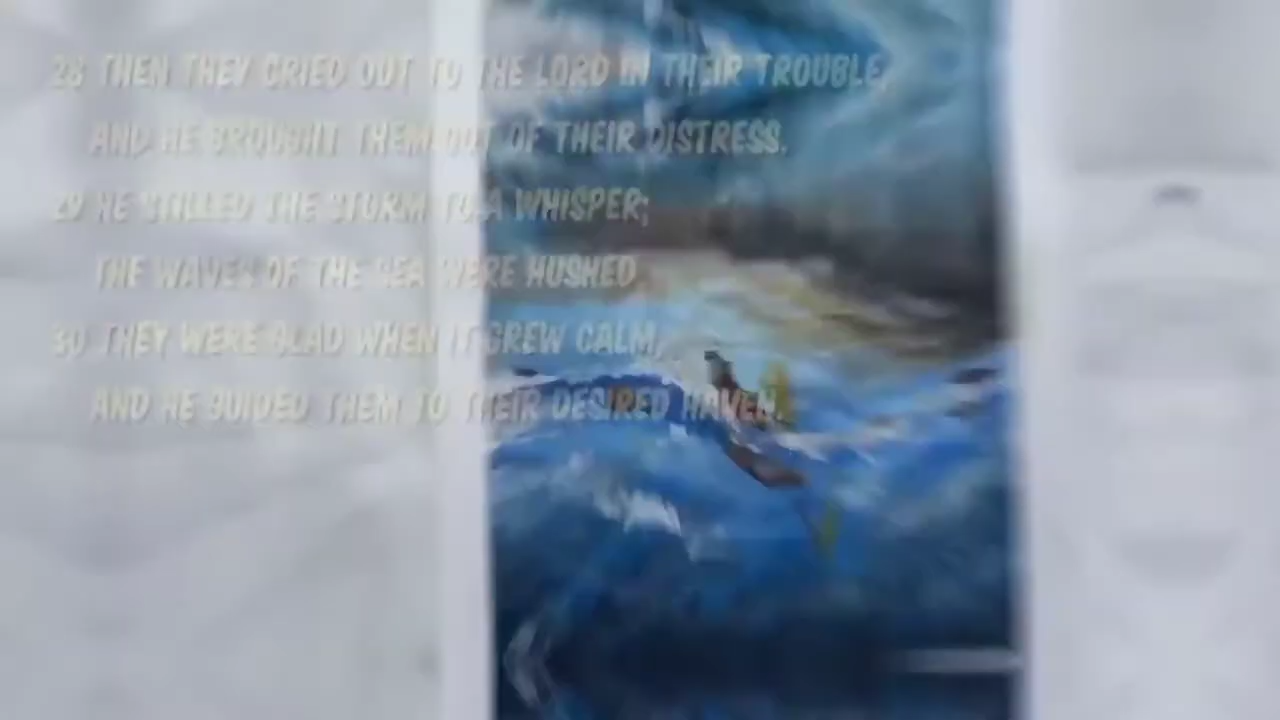 28 THEN THEY CRIED OUT TO THE LORD IN THEIR TROUBLE,
AND HE BROUGHT THEM OUT OF THEIR DISTRESS.
29 HE STILLED THE STORM TO A WHISPER;
THE WAVES OF THE SEA WERE HUSHED
30 THEY WERE GLAD WHEN IT GREW CALM,
AND HE GUIDED THEM TO THEIR DESIRED HAVEN.